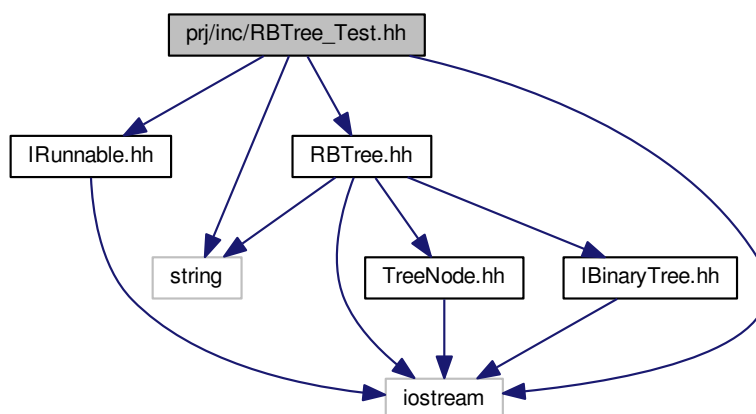 prj/inc/RBTree_Test.hh
IRunnable.hh
RBTree.hh
string
TreeNode.hh
IBinaryTree.hh
iostream